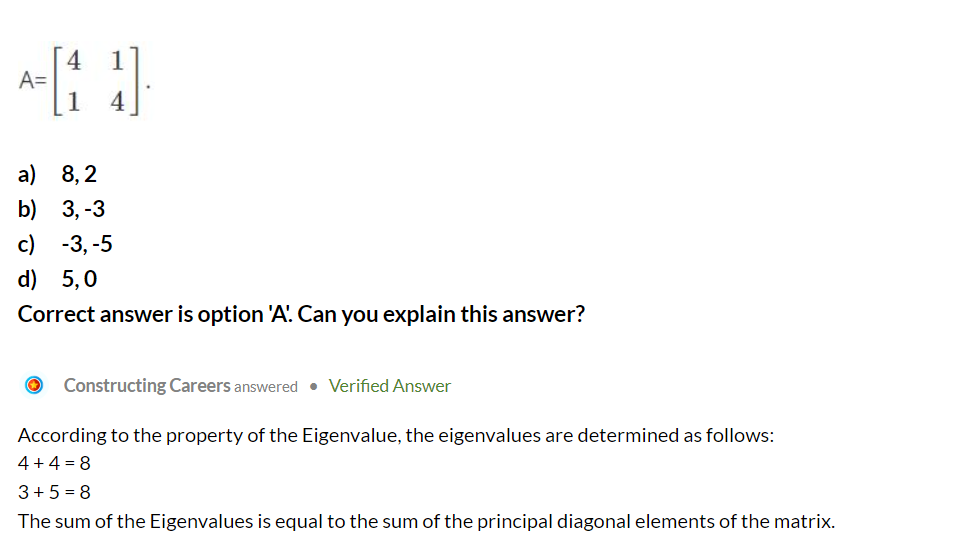 A= [4 1
1 4].
a) 8, 2
b) 3, -3
c) -3, -5
d) 5, 0
Correct answer is option 'A'. Can you explain this answer?
Constructing Careers answered • Verified Answer
According to the property of the Eigenvalue, the eigenvalues are determined as follows:
4 + 4 = 8
3 + 5 = 8
The sum of the Eigenvalues is equal to the sum of the principal diagonal elements of the matrix.